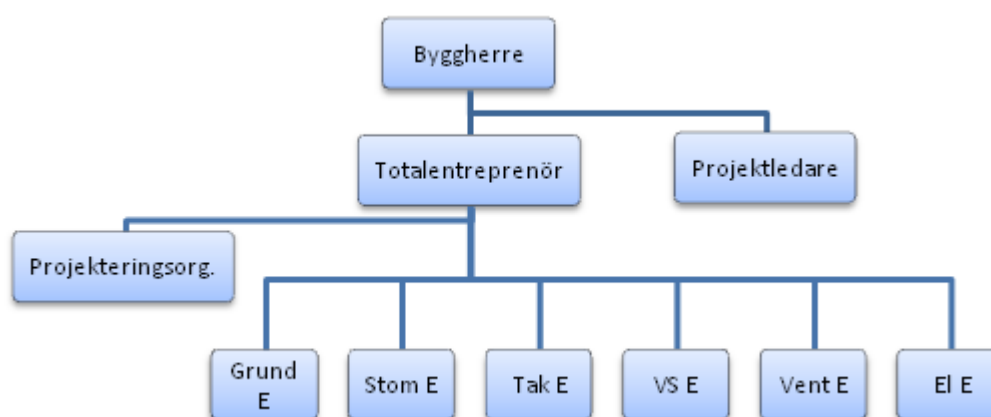 Byggherre
Totalentreprenör
Projektledare
Projekteringsorg.
Grund
E
Stom E
Tak E
VS E
Vent E
El E